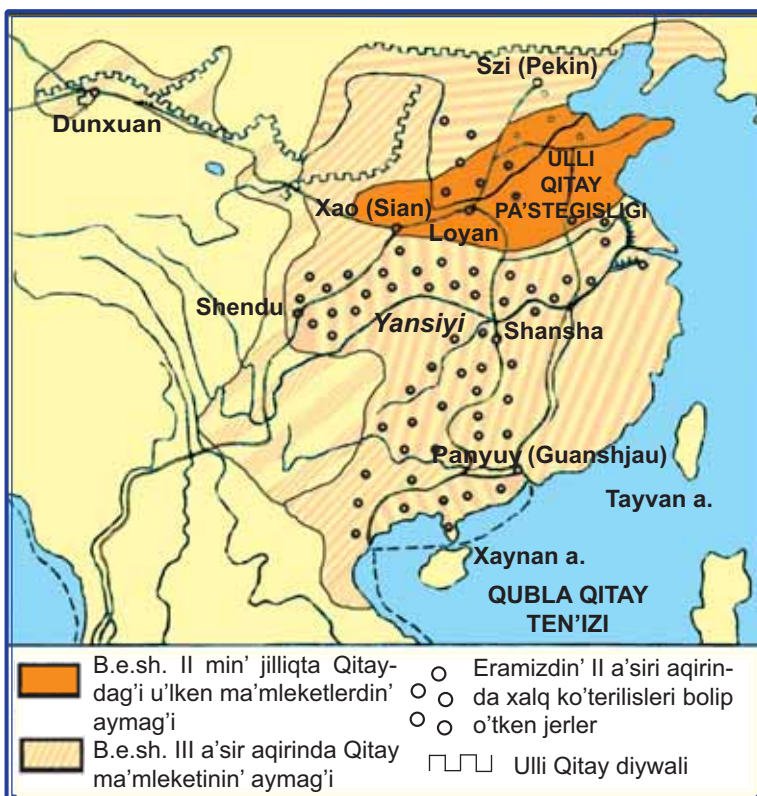 Szi (Pekin)
Dunxuan
ULLI
QITAY
PA'STEGISLIGI
Xao (Sian)
Loyan
Shendu
Yansiyi
Shansha
Panyuy (Guanshjau)
Tayvan a.
Xaynan a.
QUBLA QITAY
TEN'IZI
B.e.sh. II min' jilliqta Qitay-
dag'i u'lken ma'mleketlerdin'
aymag'i
B.e.sh. III a'sir aqirinda Qitay
ma'mleketinin' aymag'i
Eramizdin' II a'siri aqirin-
da xalq ko'terilisleri bolip
o'tken jerler
Ulli Qitay diywali